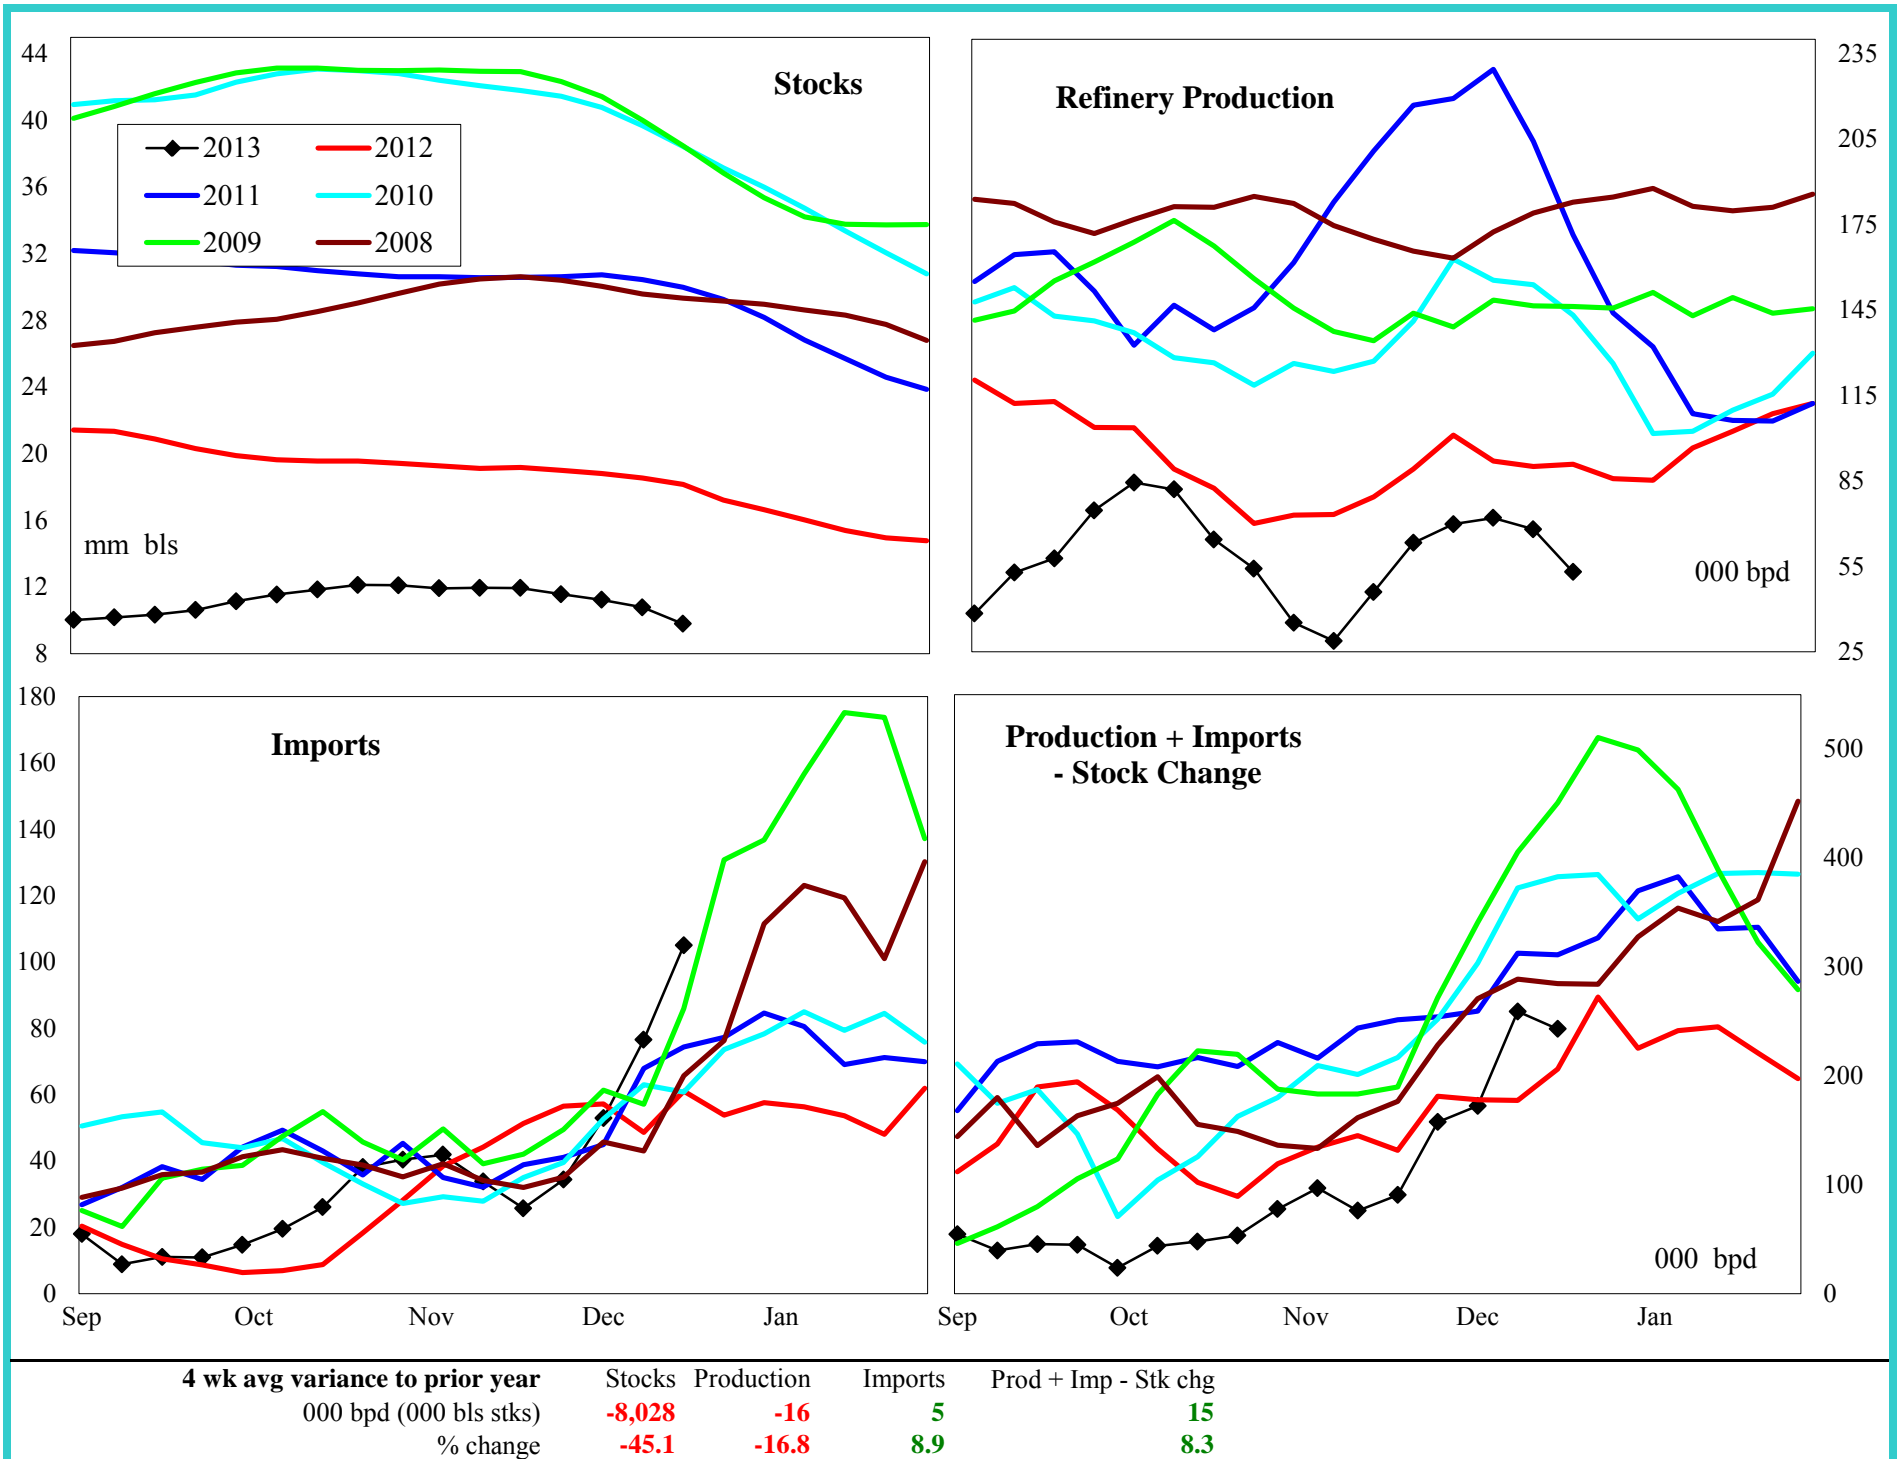 Stocks
44
40
36
32
28
24
20
16
12
8
2013 2012
2011 2010
2009 2008
mm bls
Refinery Production
235
205
175
145
115
85
55
25
000 bpd
Imports
180
160
140
120
100
80
60
40
20
0
Sep Oct Nov Dec Jan
Production + Imports
- Stock Change
500
400
300
200
100
0
000 bpd
Sep Oct Nov Dec Jan
4 wk avg variance to prior year Stocks Production Imports Prod + Imp - Stk chg
000 bpd (000 bls stks) -8,028 -16 5 15
% change -45.1 -16.8 8.9 8.3